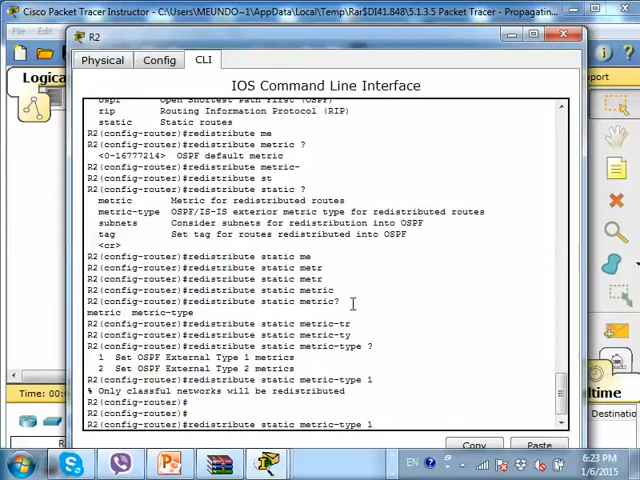 Cisco Packet Tracer Instructor - C:\Users\MEUNDO~1\AppData\Local\Temp\Rar$DI41.848\5.1.3.5 Packet Tracer - Propagatin
R2
Physical Config CLI
Logica
port
IOS Command Line Interface
rip Routing Information Protocol (RIP)
static Static routes
R2(config-router)#redistribute me
R2(config-router)#redistribute metric ?
<0-16777214> OSPF default metric
R2(config-router)#redistribute metric-
R2(config-router)#redistribute st
R2(config-router)#redistribute static ?
metric Metric for redistributed routes
metric-type OSPF/IS-IS exterior metric type for redistributed routes
subnets Consider subnets for redistribution into OSPF
tag Set tag for routes redistributed into OSPF
<cr>
R2(config-router)#redistribute static me
R2(config-router)#redistribute static metr
R2(config-router)#redistribute static metr
R2(config-router)#redistribute static metric
R2(config-router)#redistribute static metric?
metric metric-type
R2(config-router)#redistribute static metric-tr
R2(config-router)#redistribute static metric-ty
R2(config-router)#redistribute static metric-type ?
1 Set OSPF External Type 1 metrics
2 Set OSPF External Type 2 metrics
R2(config-router)#redistribute static metric-type 1
% Only classful networks will be redistributed
R2(config-router)#
R2(config-router)#
R2(config-router)#redistribute static metric-type 1
Time: 00:
Destinatio
Copy Paste
EN
6:23 PM
1/6/2015